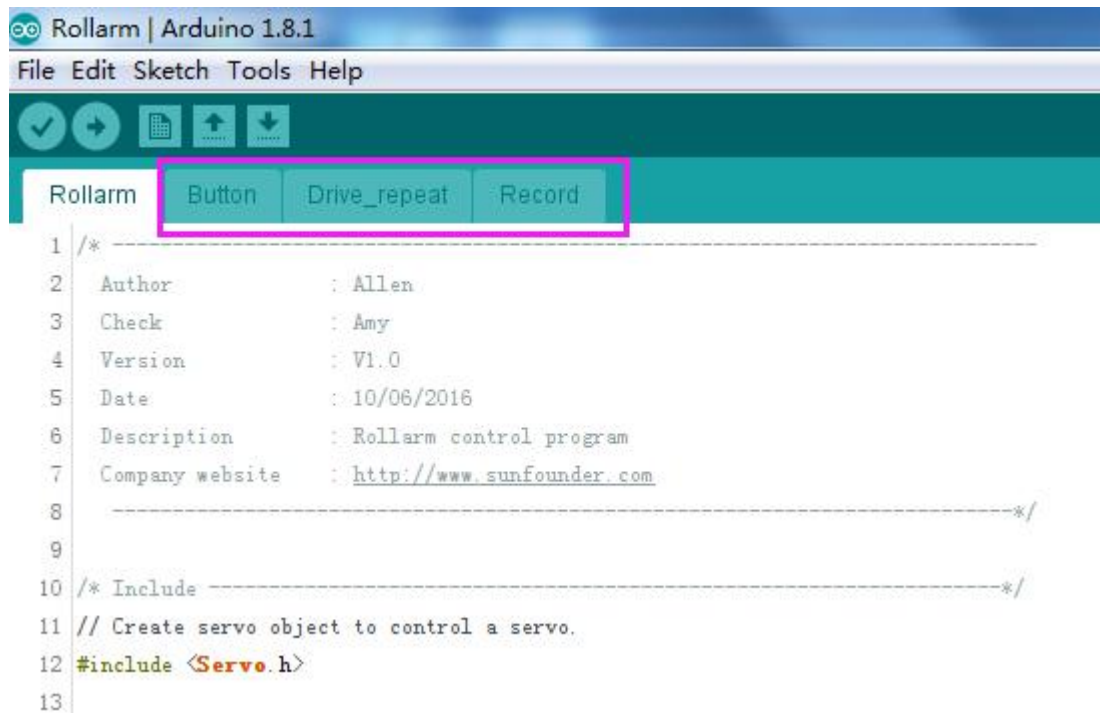 Rollarm | Arduino 1.8.1
File Edit Sketch Tools Help
Rollarm Button Drive_repeat Record
1 /* ------------------------------------------------------------
2 Author : Allen
3 Check : Amy
4 Version : V1.0
5 Date : 10/06/2016
6 Description : Rollarm control program
7 Company website : http://www.sunfounder.com
8 ------------------------------------------------------------*/
9
10 /* Include ----------------------------------------------------*/
11 // Create servo object to control a servo.
12 #include <Servo.h>
13